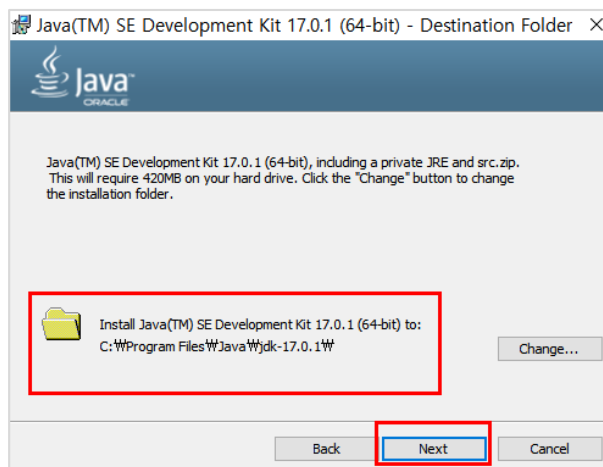 Java(TM) SE Development Kit 17.0.1 (64-bit) - Destination Folder
Java™
ORACLE
Java(TM) SE Development Kit 17.0.1 (64-bit), including a private JRE and src.zip.
This will require 420MB on your hard drive. Click the "Change" button to change
the installation folder.
Install Java(TM) SE Development Kit 17.0.1 (64-bit) to:
C:₩Program Files₩Java₩jdk-17.0.1₩
Change...
Back
Next
Cancel